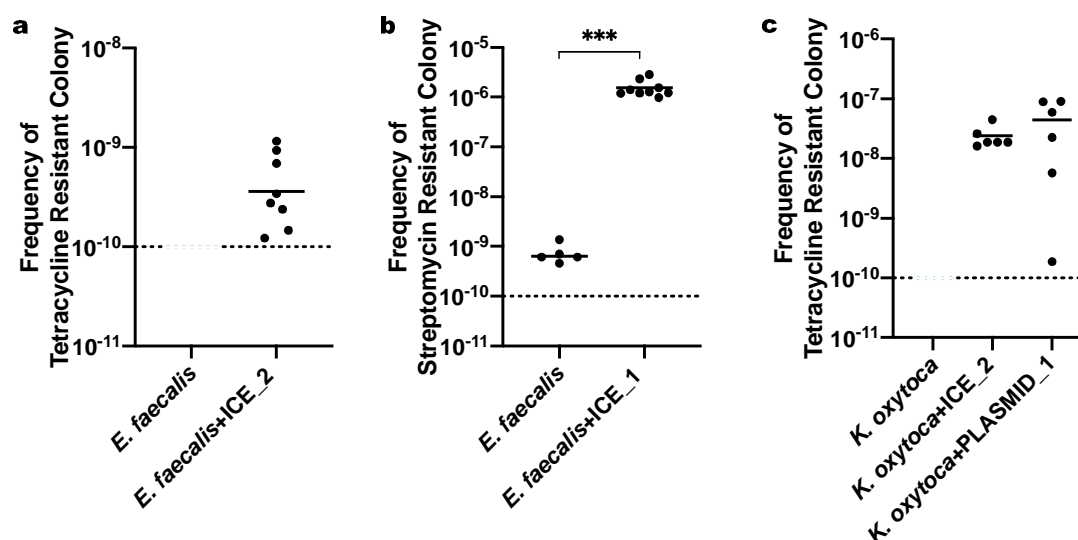 a
Frequency of
Tetracycline Resistant Colony
10-8
10-9
10-10
10-11
E. faecalis
E. faecalis+ICE_2
b
Frequency of
Streptomycin Resistant Colony
***
10-5
10-6
10-7
10-8
10-9
10-10
10-11
E. faecalis
E. faecalis+ICE_1
c
Frequency of
Tetracycline Resistant Colony
10-6
10-7
10-8
10-9
10-10
10-11
K. oxytoca
K. oxytoca+ICE_2
K. oxytoca+PLASMID_1